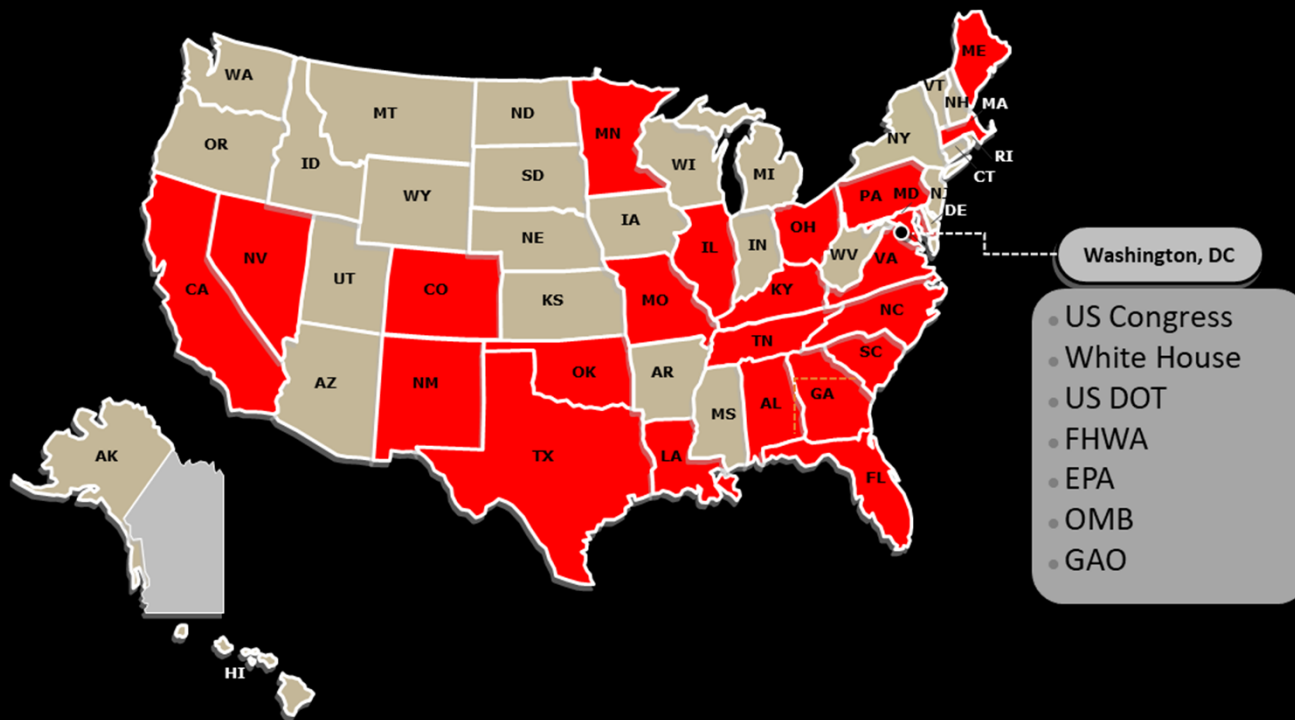 ME
WA
VT
MT
ND
NH
MA
MN
NY
OR
RI
ID
WI
SD
MI
CT
WY
PA
MD
NJ
IA
DE
OH
NE
IN
IL
WV
VA
Washington, DC
NV
UT
CA
CO
KY
KS
MO
NC
US Congress
TN
SC
White House
OK
AR
AZ
NM
GA
US DOT
AL
MS
FHWA
AK
TX
LA
FL
EPA
OMB
GAO
HI